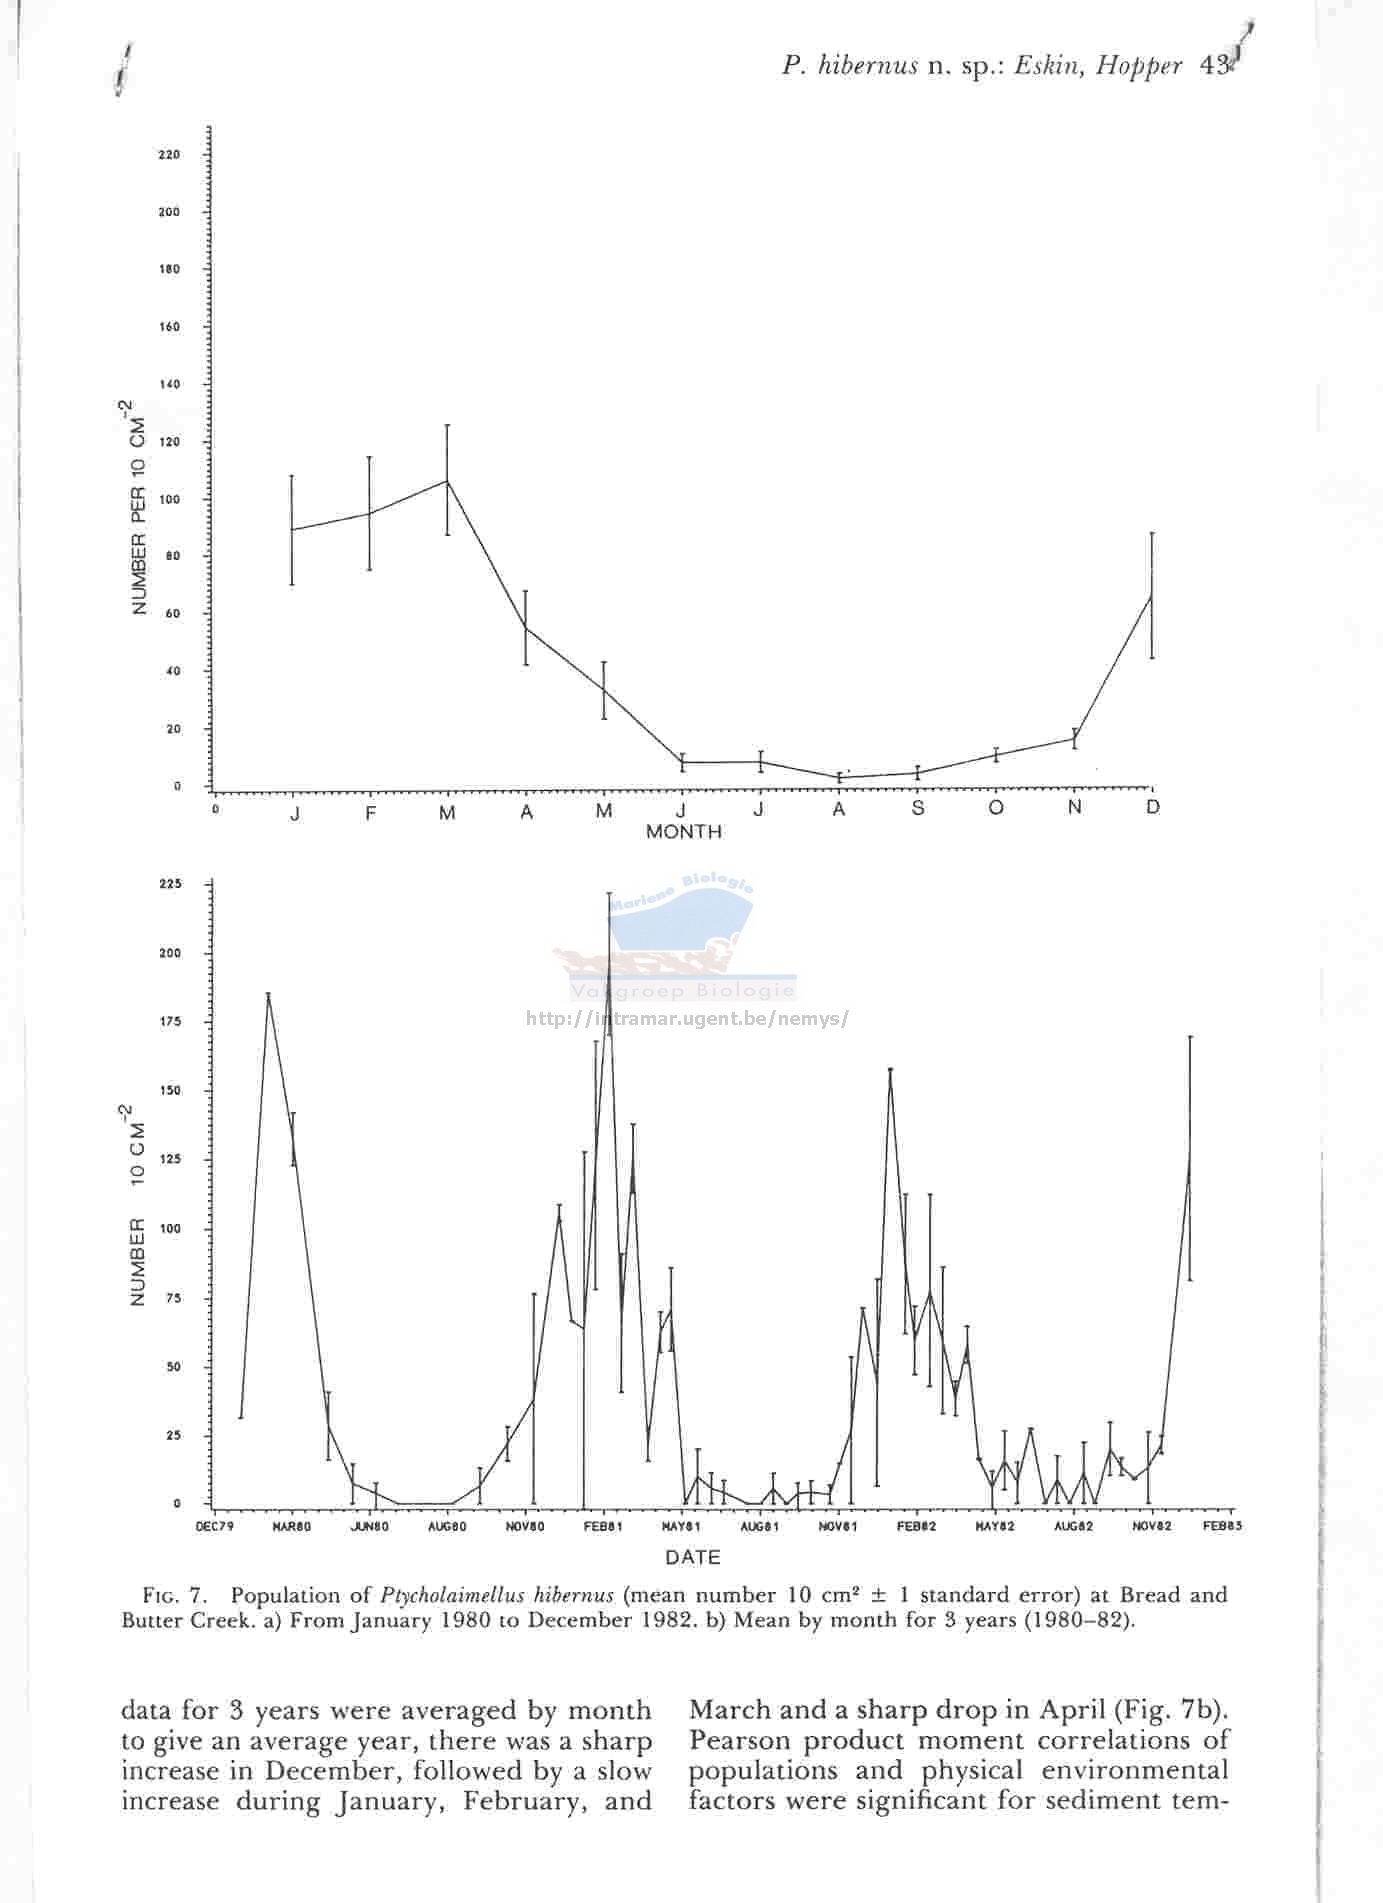 P. hibernus n. sp.: Eskin, Hopper 43
220
200
180
160
140
120
100
80
60
40
20
0
NUMBER PER 10 CM-2
0 J F M A M J J A S O N D
MONTH
225
200
175
150
125
100
75
50
25
0
NUMBER 10 CM-2
DEC79 MAR80 JUN80 AUG80 NOV80 FEB81 MAY81 AUG81 NOV81 FEB82 MAY82 AUG82 NOV82 FEB83
DATE
Mariene Biologie
Vakgroep Biologie
http://intramar.ugent.be/nemys/
FIG. 7. Population of Ptycholaimellus hibernus (mean number 10 cm² ± 1 standard error) at Bread and
Butter Creek. a) From January 1980 to December 1982. b) Mean by month for 3 years (1980–82).
data for 3 years were averaged by month
to give an average year, there was a sharp
increase in December, followed by a slow
increase during January, February, and
March and a sharp drop in April (Fig. 7b).
Pearson product moment correlations of
populations and physical environmental
factors were significant for sediment tem-